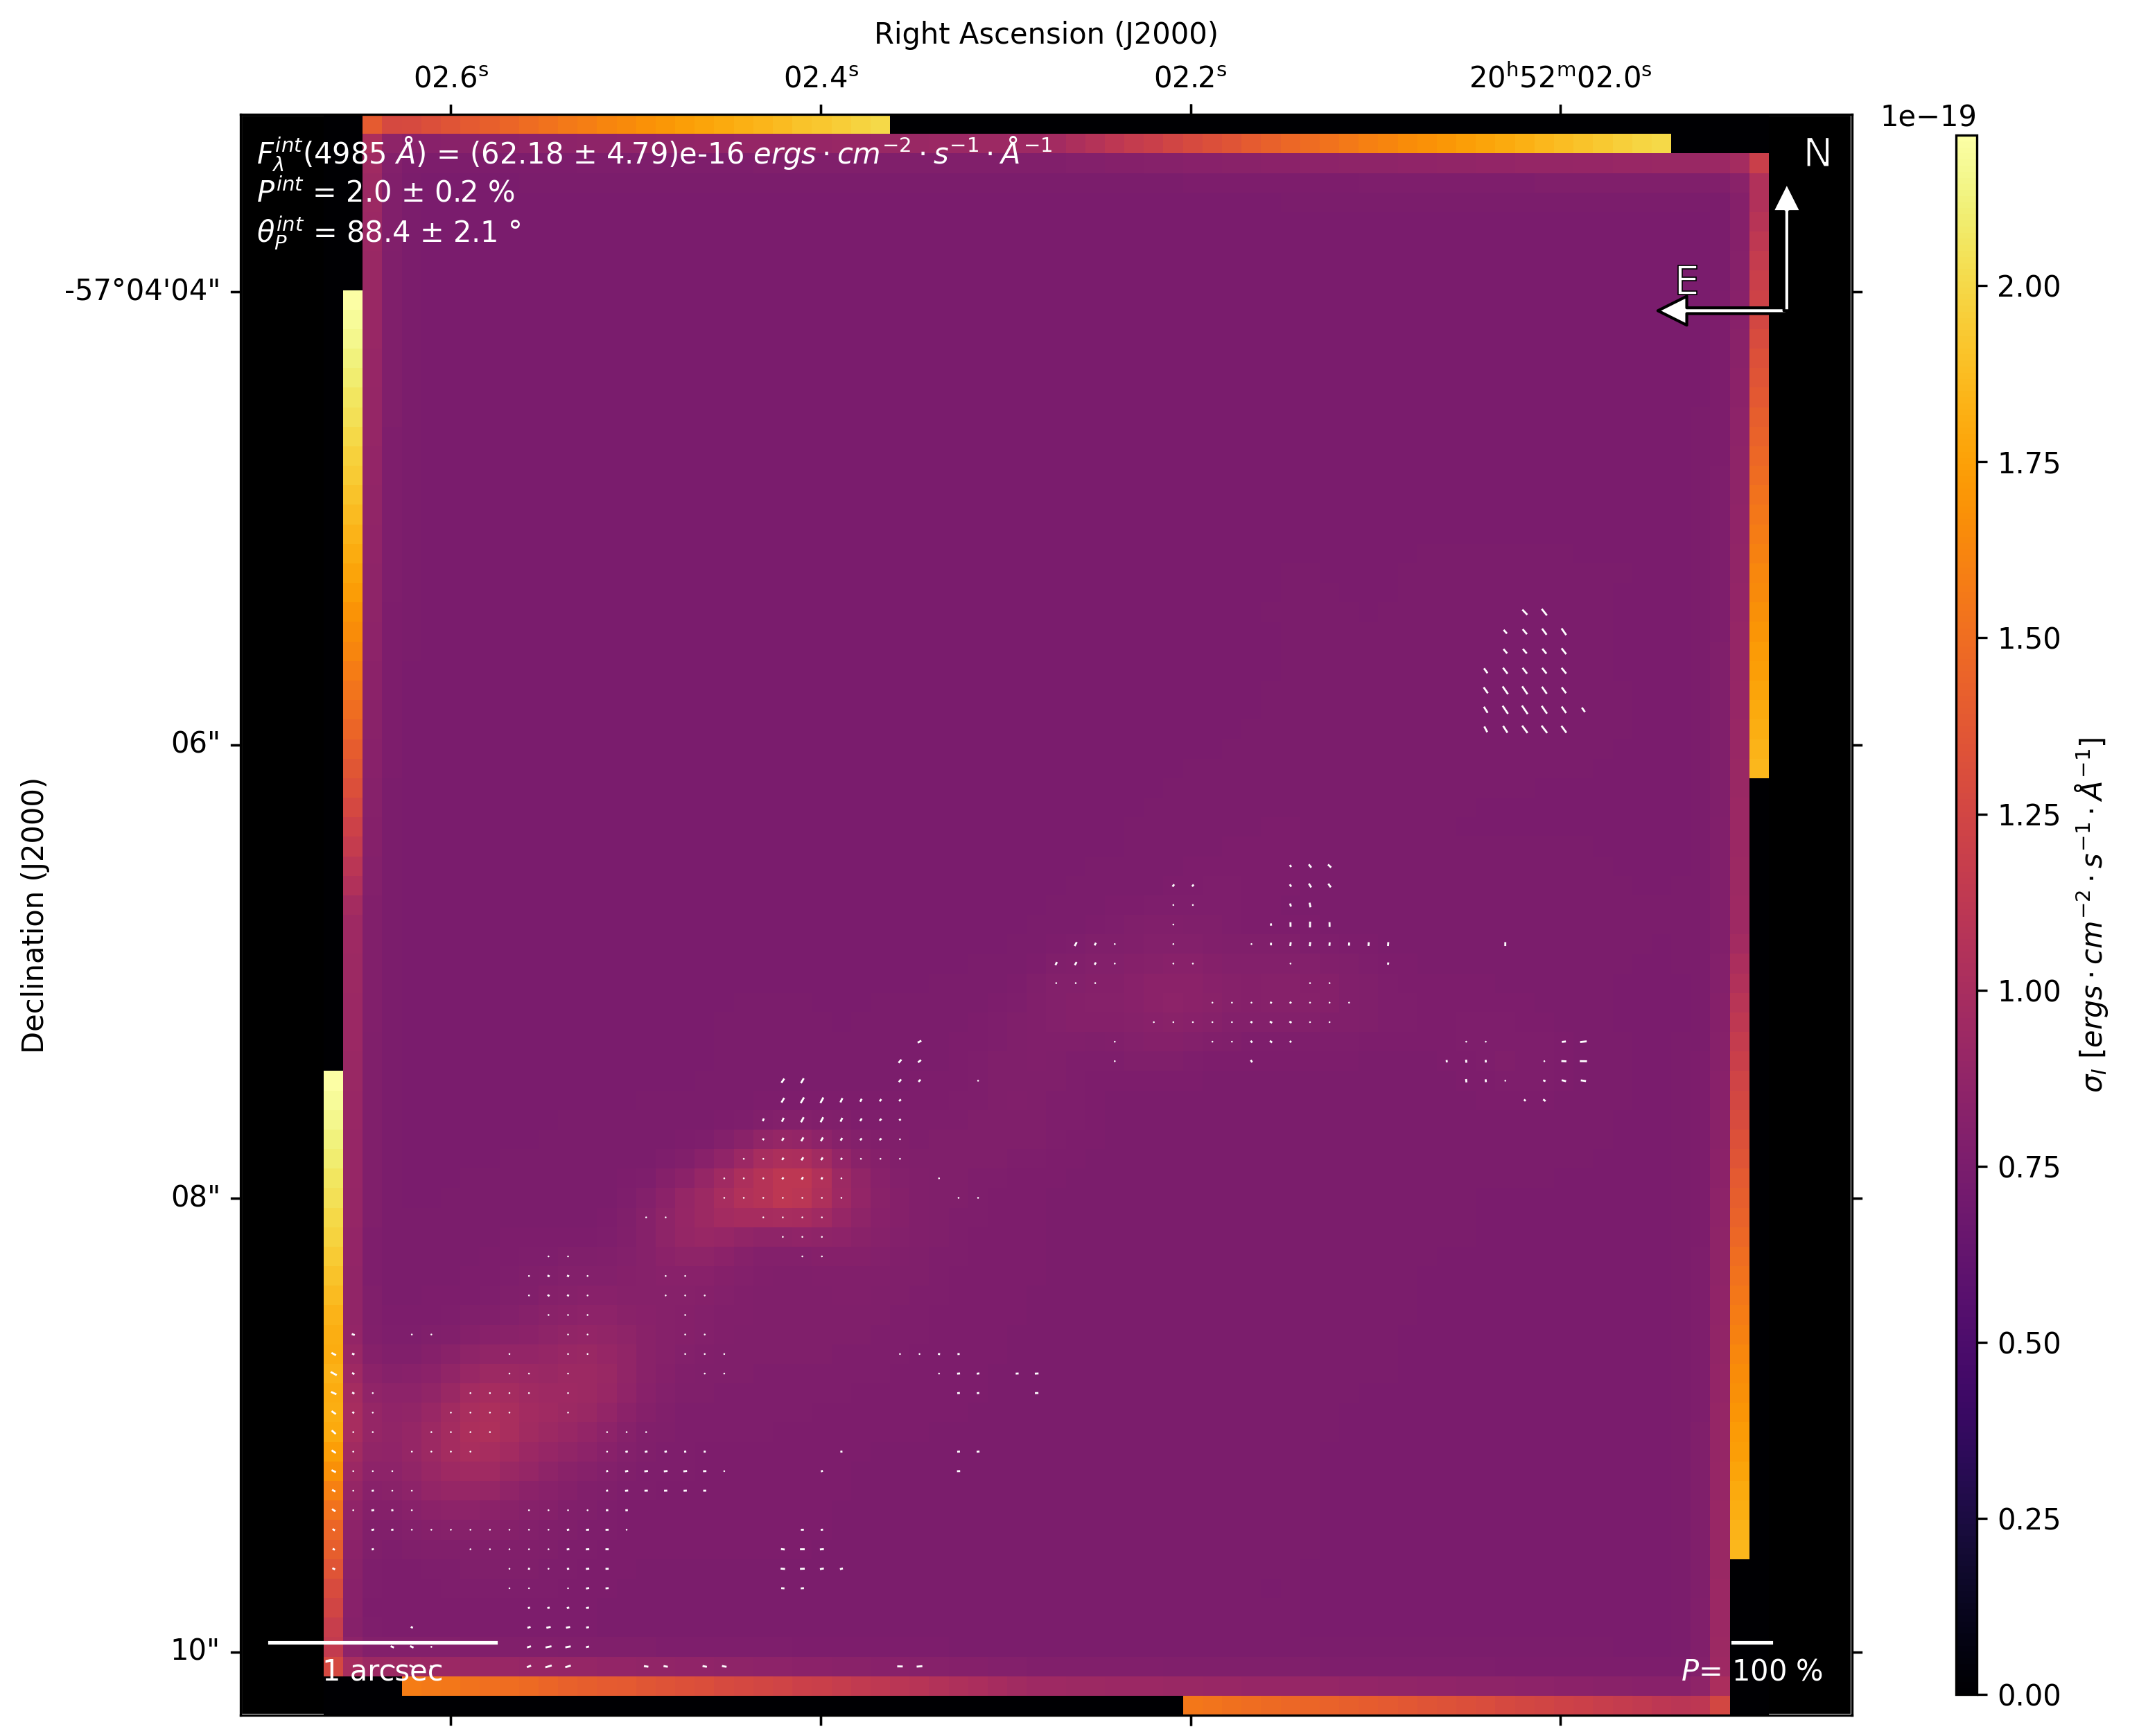 Right Ascension (J2000)
02.6ˢ 02.4ˢ 02.2ˢ 20ʰ52ᵐ02.0ˢ
1e−19
F_λ^int(4985 Å) = (62.18 ± 4.79)e-16 ergs · cm⁻² · s⁻¹ · Å⁻¹
P^int = 2.0 ± 0.2 %
θ_P^int = 88.4 ± 2.1 °
N
E
-57°04'04"
06"
08"
10"
Declination (J2000)
1 arcsec
P= 100 %
2.00
1.75
1.50
1.25
1.00
0.75
0.50
0.25
0.00
σ_I [ergs · cm⁻² · s⁻¹ · Å⁻¹]